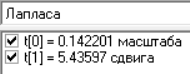 Лапласа
t[0] = 0.142201 масштаба
t[1] = 5.43597 сдвига